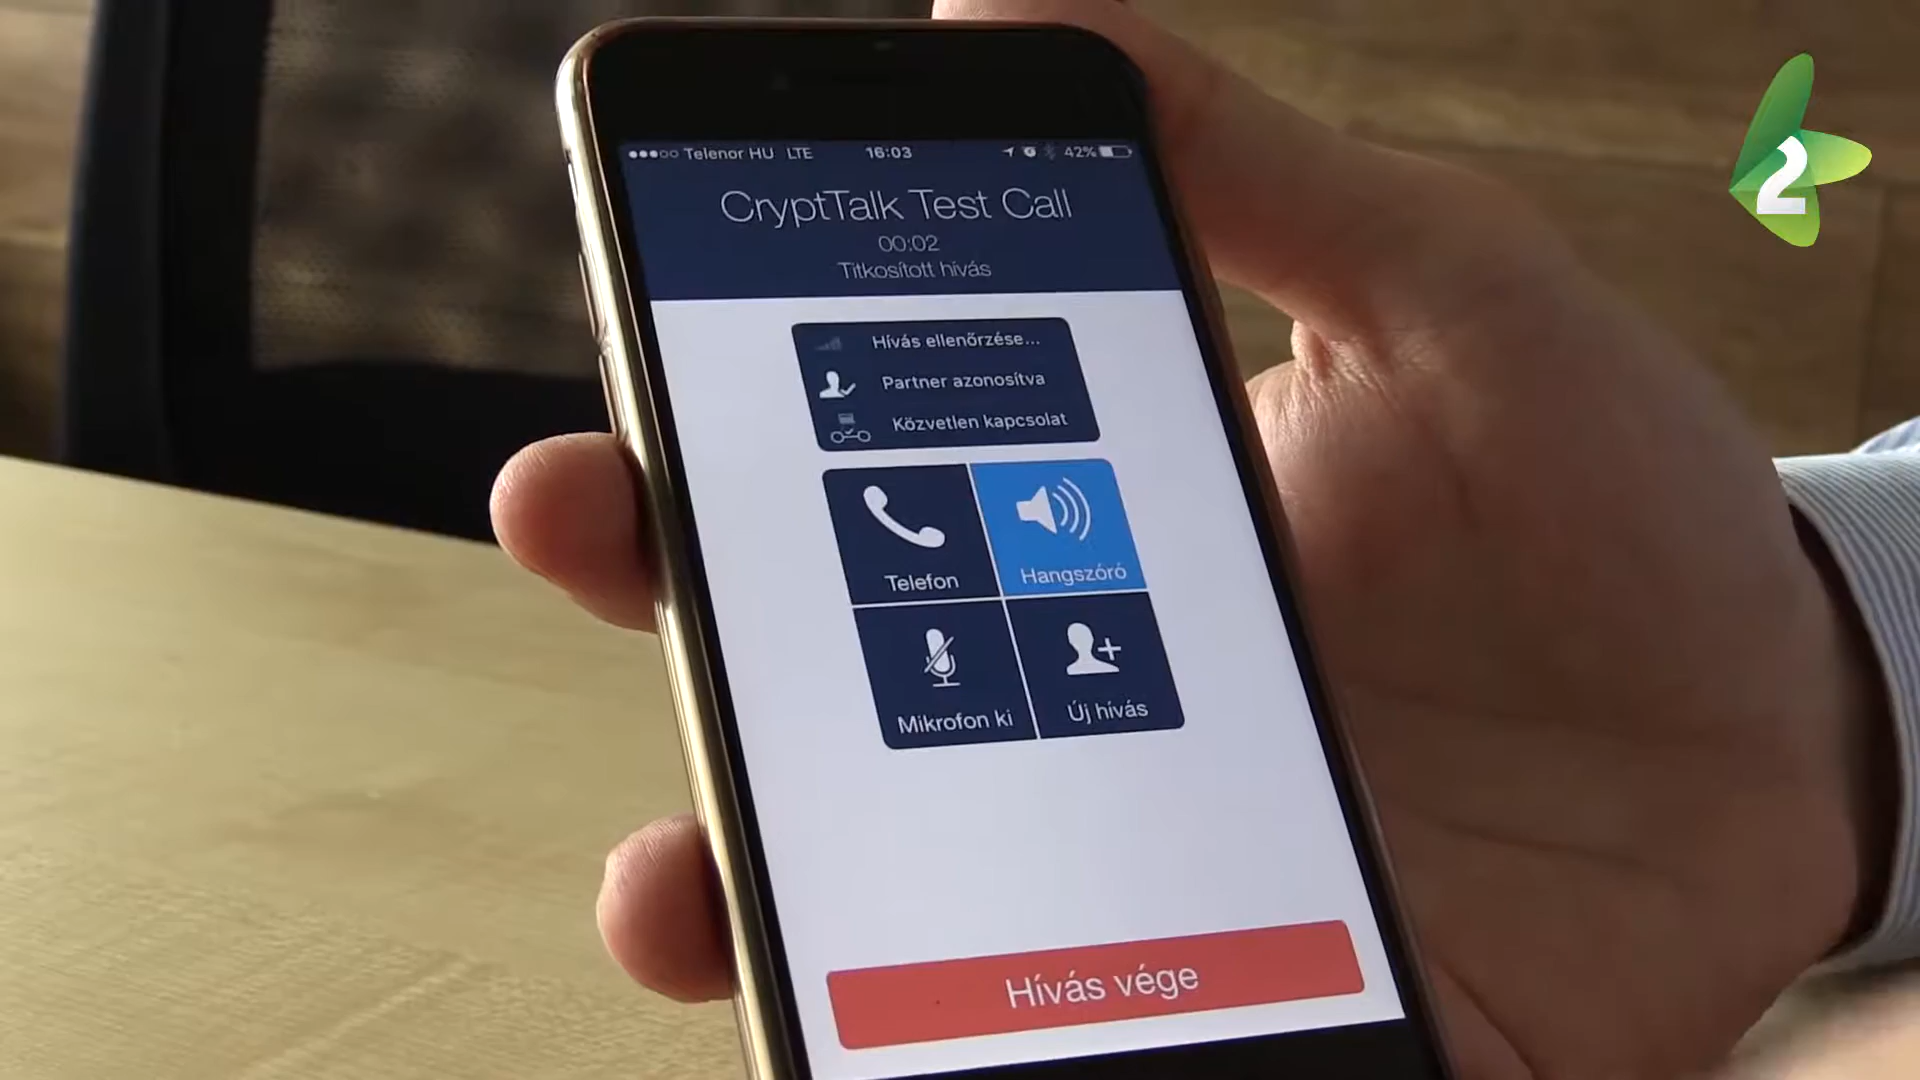 Telenor HU LTE 16:03 42%
CryptTalk Test Call
00:02
Titkosított hívás
Hívás ellenőrzése...
Partner azonosítva
Közvetlen kapcsolat
Telefon
Hangszóró
Mikrofon ki
Új hívás
Hívás vége
2